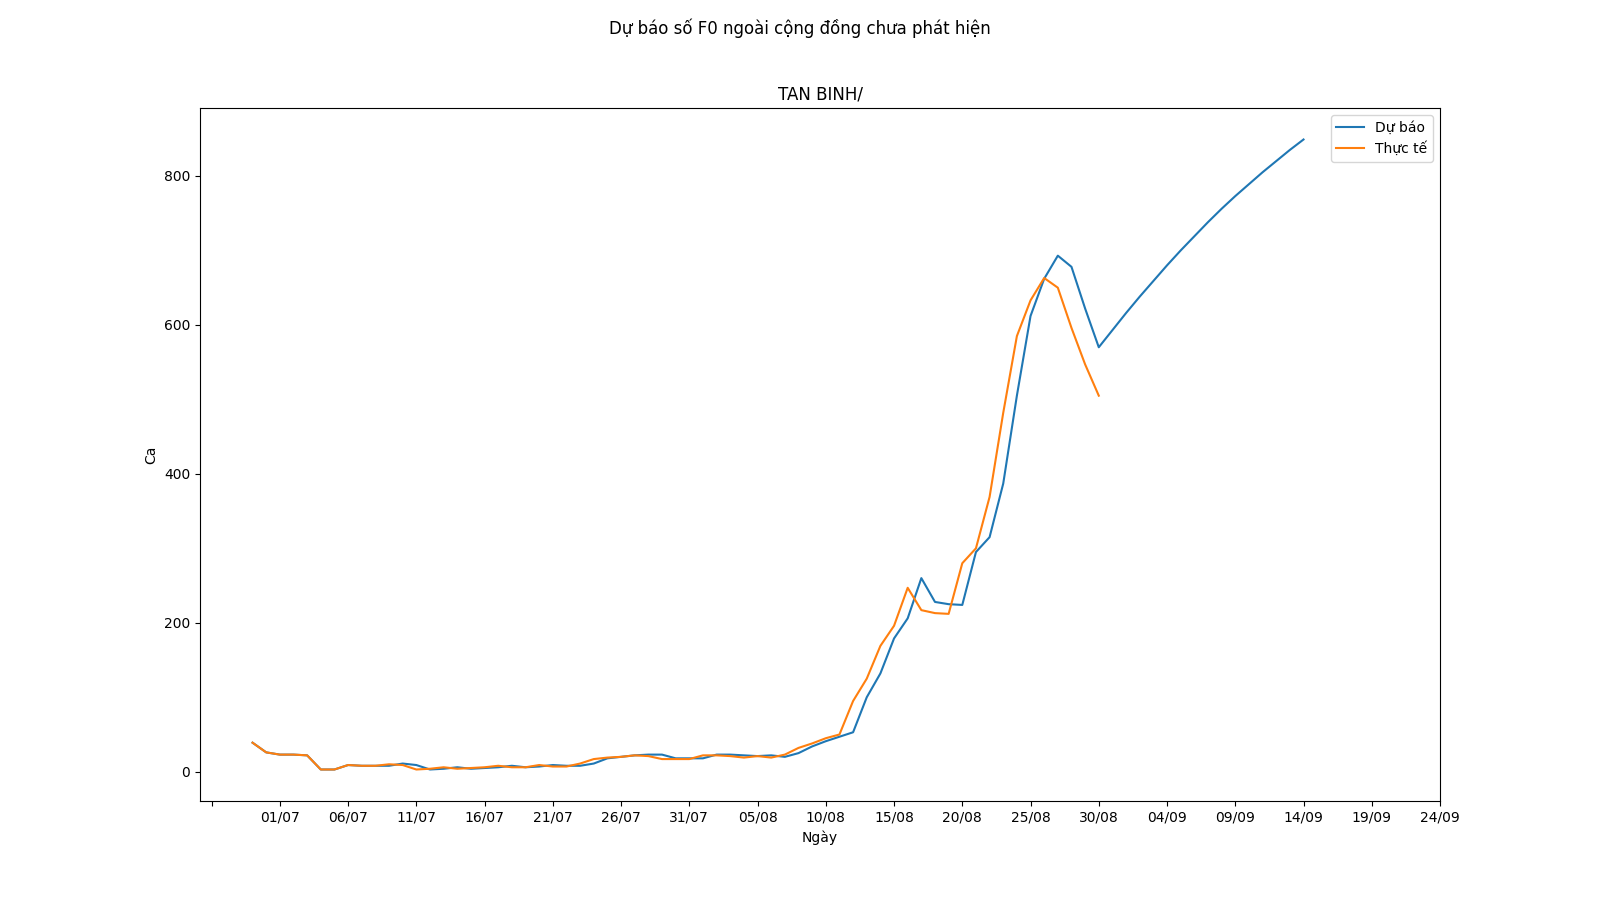 Dự báo số F0 ngoài cộng đồng chưa phát hiện
TAN BINH/
Dự báo
Thực tế
800
600
400
200
0
Ca
01/07 06/07 11/07 16/07 21/07 26/07 31/07 05/08 10/08 15/08 20/08 25/08 30/08 04/09 09/09 14/09 19/09 24/09
Ngày